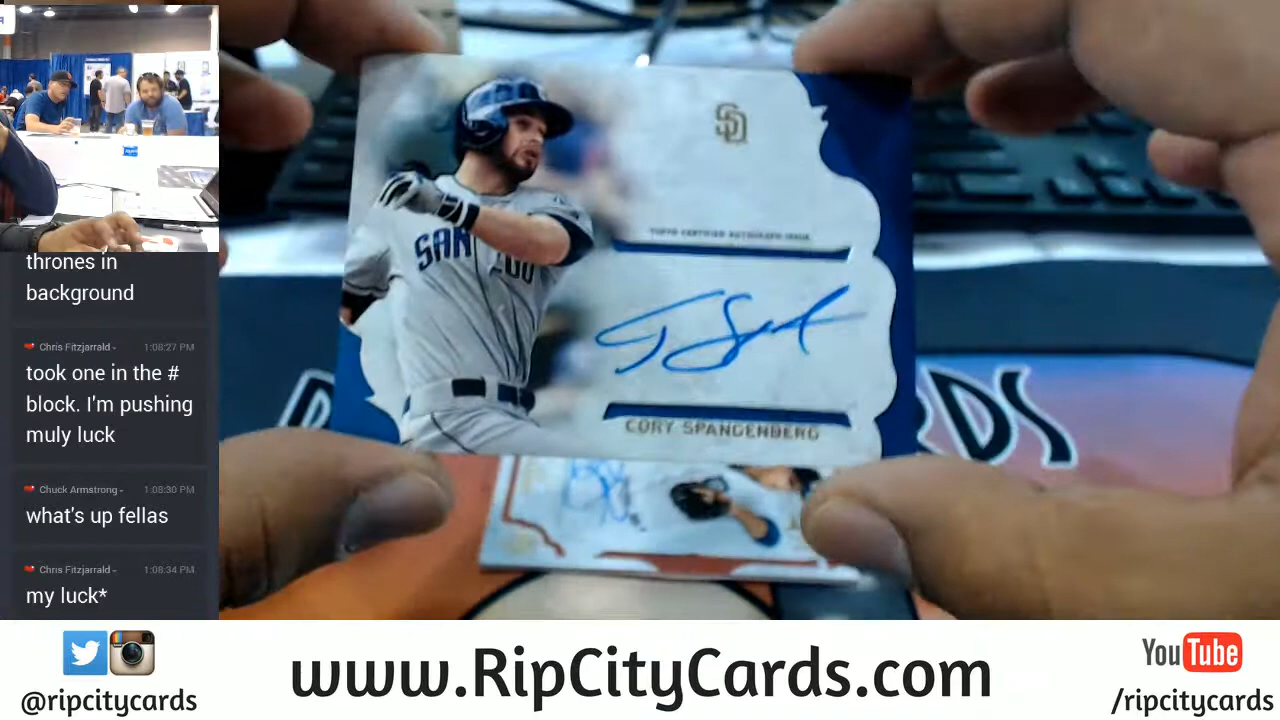 thrones in
background
Chris Fitzjarrald
1:08:27 PM
took one in the #
block. I'm pushing
muly luck
Chuck Armstrong
1:08:30 PM
what's up fellas
Chris Fitzjarrald
1:08:34 PM
my luck*
SD
TOPPS CERTIFIED AUTOGRAPH ISSUE
SAN
GO
CORY SPANGENBERG
RDS
@ripcitycards
www.RipCityCards.com
YouTube
/ripcitycards